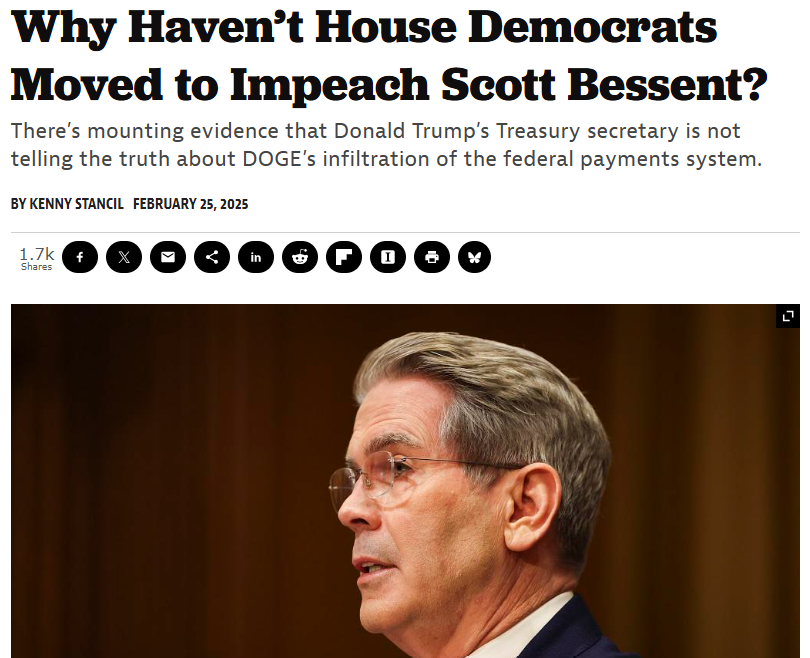 Why Haven’t House Democrats
Moved to Impeach Scott Bessent?
There’s mounting evidence that Donald Trump’s Treasury secretary is not
telling the truth about DOGE’s infiltration of the federal payments system.
BY KENNY STANCIL FEBRUARY 25, 2025
1.7k
Shares
f X in I